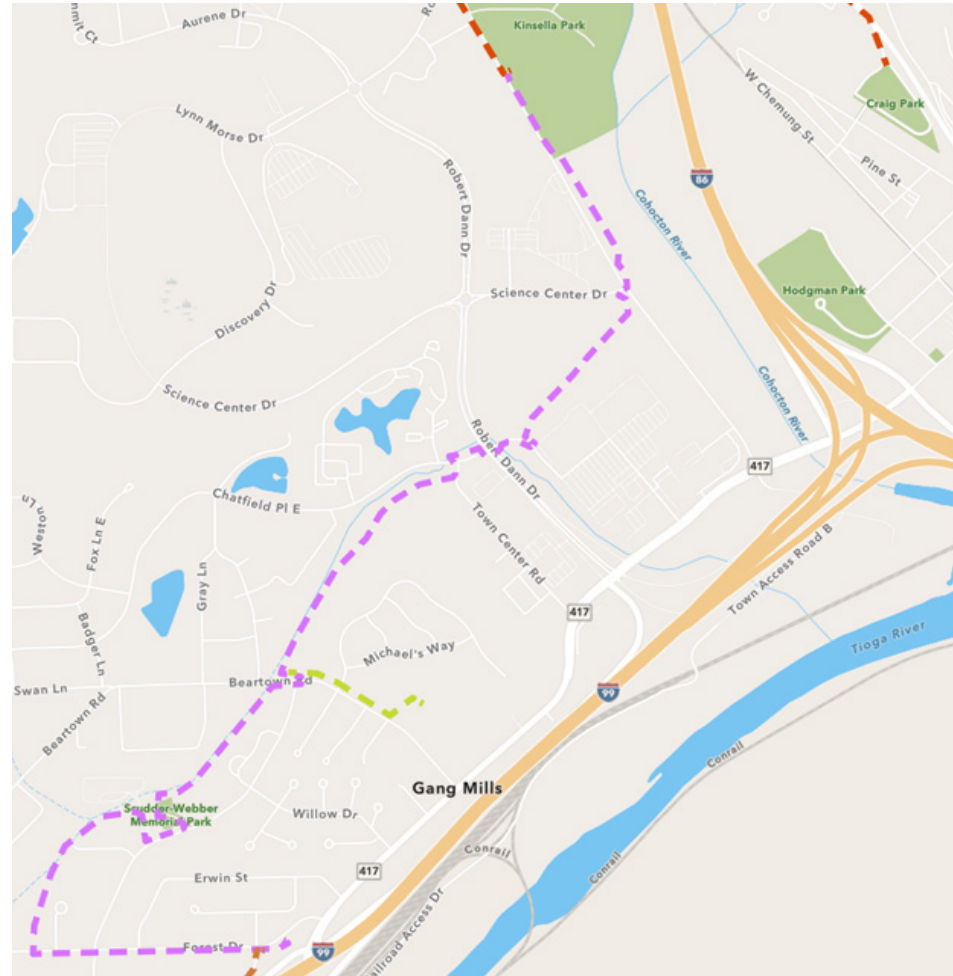 mmit Ct
Aurene Dr
Ro
Kinsella Park
Craig Park
W Chemung St
Pine St
Lynn Morse Dr
Robert Dann Dr
86
Cohocton River
Hodgman Park
Science Center Dr
Discovery Dr
Science Center Dr
Cohocton River
Robert Dann Dr
417
Chatfield Pl E
Weston Ln
Fox Ln E
Gray Ln
Town Center Rd
Town Access Road B
417
Badger Ln
Michael's Way
Tioga River
Swan Ln
Beartown Rd
99
Beartown Rd
Conrail
Gang Mills
Scudder-Webber
Memorial Park
Willow Dr
Conrail
Conrail
417
Erwin St
ailroad Access Dr
Forest Dr
99